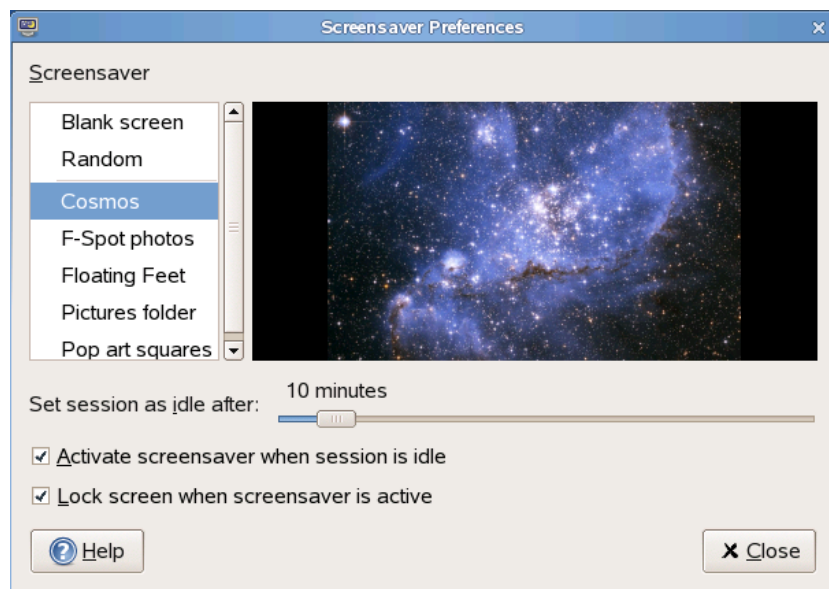 Screensaver Preferences
Screensaver
Blank screen
Random
Cosmos
F-Spot photos
Floating Feet
Pictures folder
Pop art squares
10 minutes
Set session as idle after:
Activate screensaver when session is idle
Lock screen when screensaver is active
Help
Close